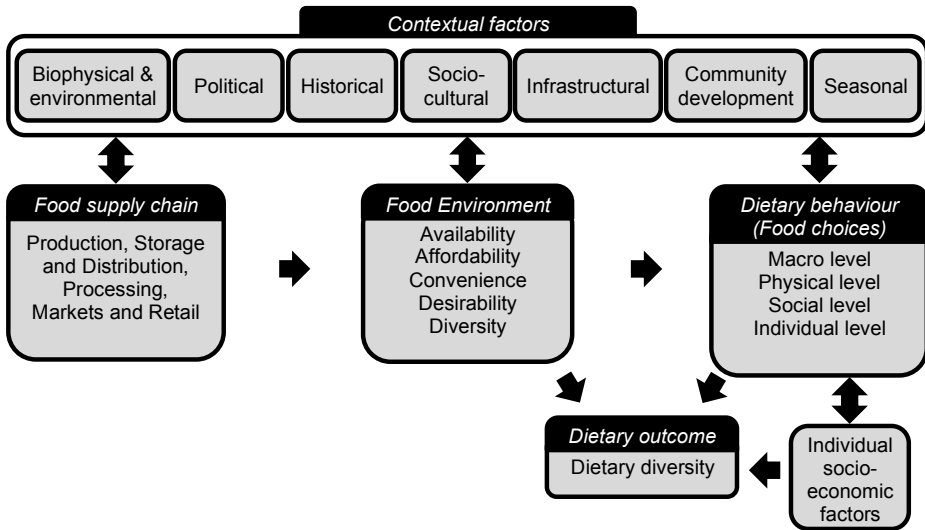 Contextual factors
Biophysical &
environmental
Political
Historical
Socio-
cultural
Infrastructural
Community
development
Seasonal
Food supply chain
Production, Storage
and Distribution,
Processing,
Markets and Retail
Food Environment
Availability
Affordability
Convenience
Desirability
Diversity
Dietary behaviour
(Food choices)
Macro level
Physical level
Social level
Individual level
Dietary outcome
Dietary diversity
Individual
socio-
economic
factors